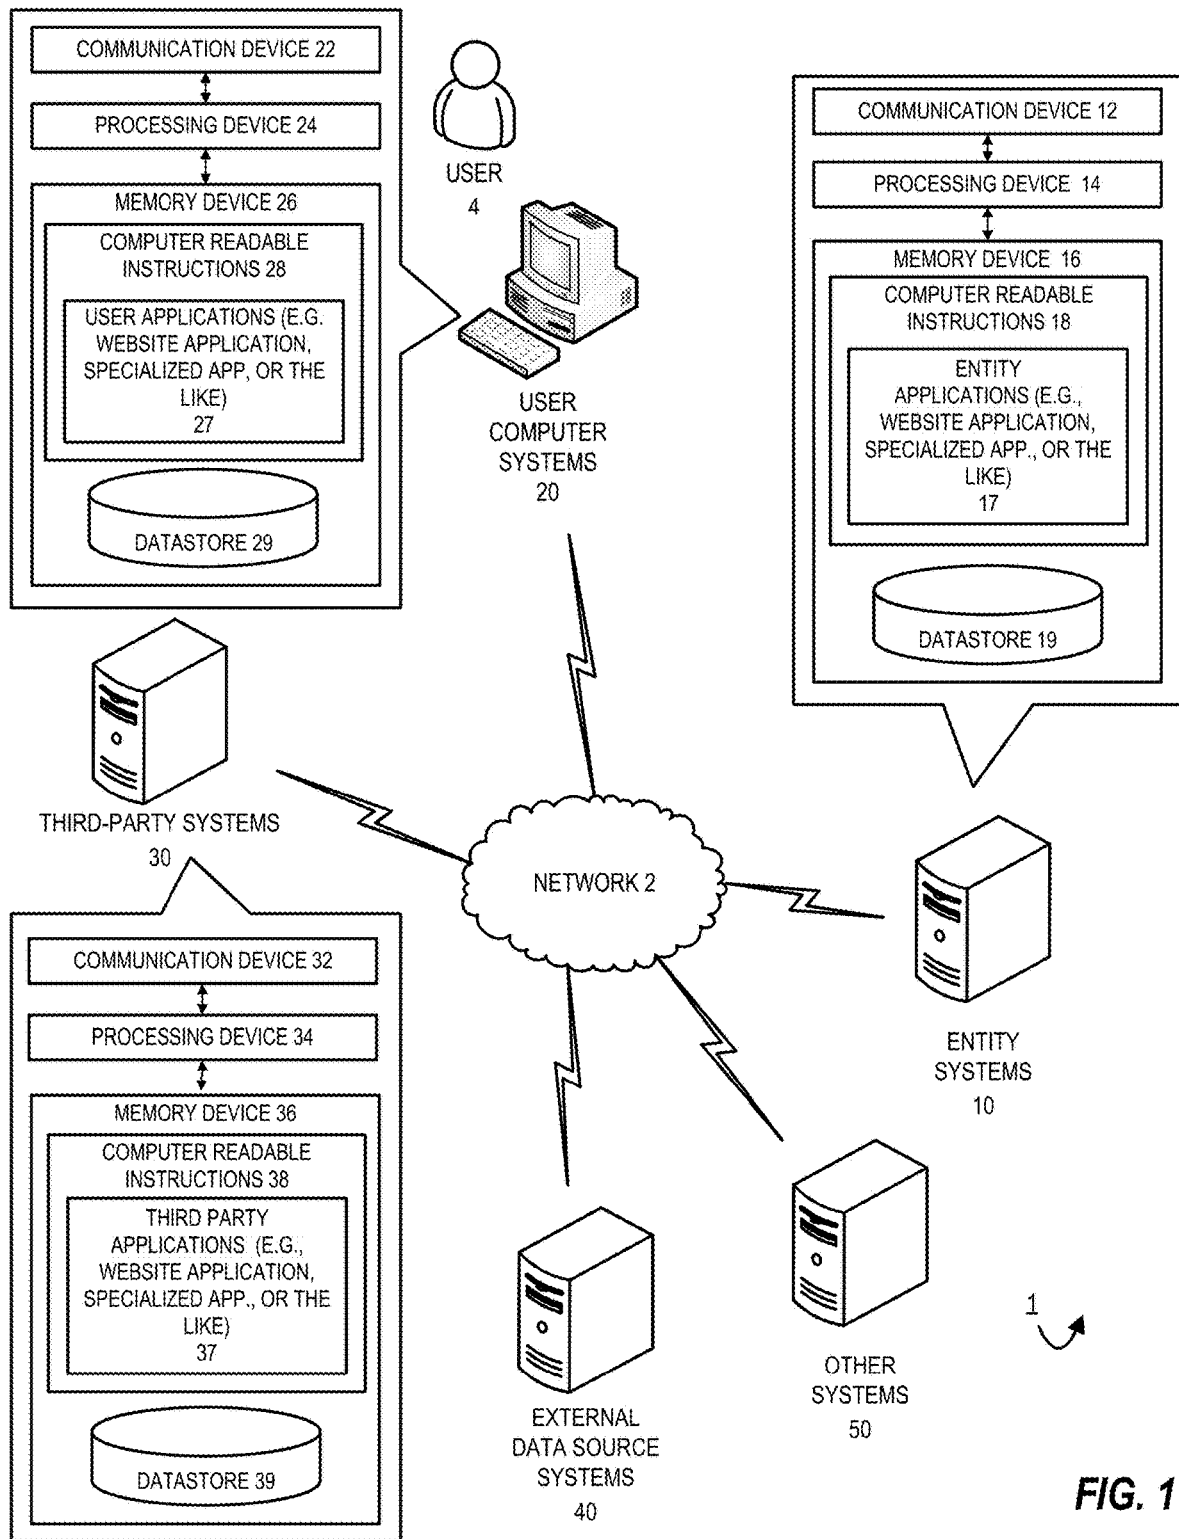 COMMUNICATION DEVICE 22
PROCESSING DEVICE 24
MEMORY DEVICE 26
COMPUTER READABLE
INSTRUCTIONS 28
USER APPLICATIONS (E.G.
WEBSITE APPLICATION,
SPECIALIZED APP, OR THE
LIKE)
27
DATASTORE 29
USER
4
USER
COMPUTER
SYSTEMS
20
COMMUNICATION DEVICE 12
PROCESSING DEVICE 14
MEMORY DEVICE 16
COMPUTER READABLE
INSTRUCTIONS 18
ENTITY
APPLICATIONS (E.G.,
WEBSITE APPLICATION,
SPECIALIZED APP., OR THE
LIKE)
17
DATASTORE 19
THIRD-PARTY SYSTEMS
30
NETWORK 2
COMMUNICATION DEVICE 32
PROCESSING DEVICE 34
MEMORY DEVICE 36
COMPUTER READABLE
INSTRUCTIONS 38
THIRD PARTY
APPLICATIONS (E.G.,
WEBSITE APPLICATION,
SPECIALIZED APP., OR THE
LIKE)
37
DATASTORE 39
ENTITY
SYSTEMS
10
OTHER
SYSTEMS
50
EXTERNAL
DATA SOURCE
SYSTEMS
40
1
FIG. 1